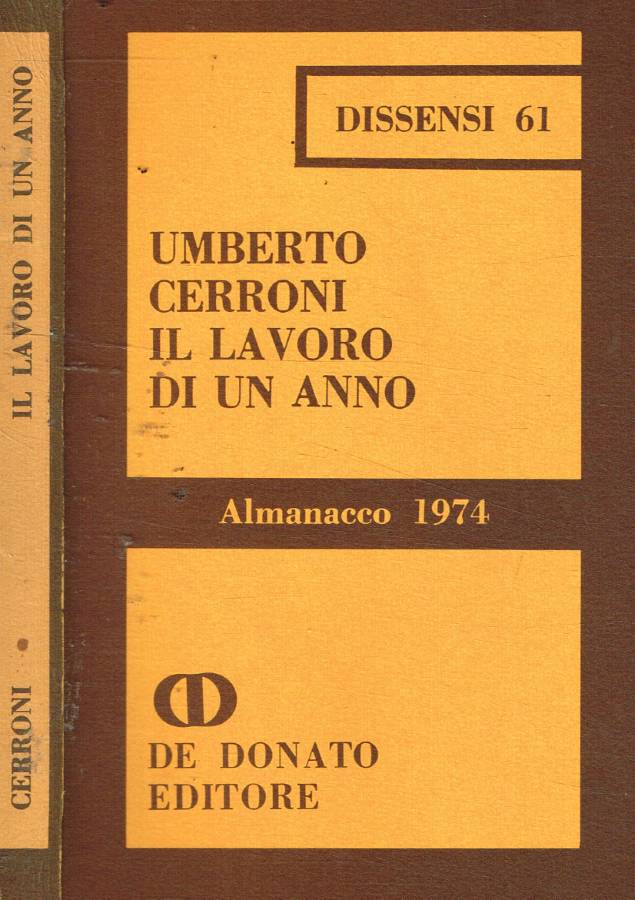 IL LAVORO DI UN ANNO
CERRONI
DISSENSI 61
UMBERTO
CERRONI
IL LAVORO
DI UN ANNO
Almanacco 1974
DE DONATO
EDITORE